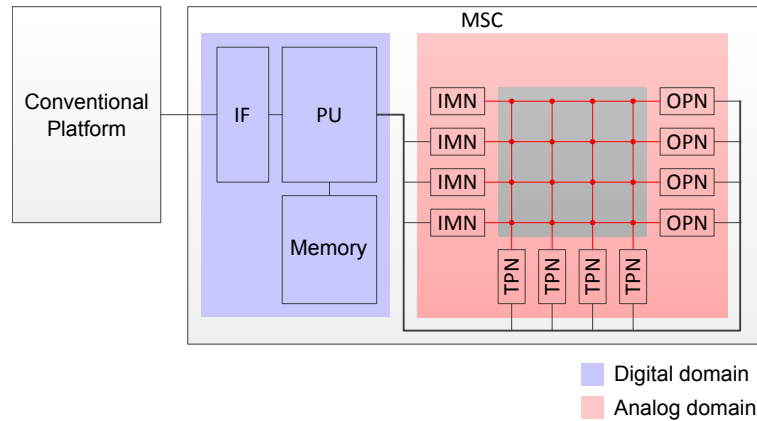 MSC
Conventional
Platform
IF
PU
Memory
IMN
OPN
IMN
OPN
IMN
OPN
IMN
OPN
TPN
TPN
TPN
TPN
Digital domain
Analog domain